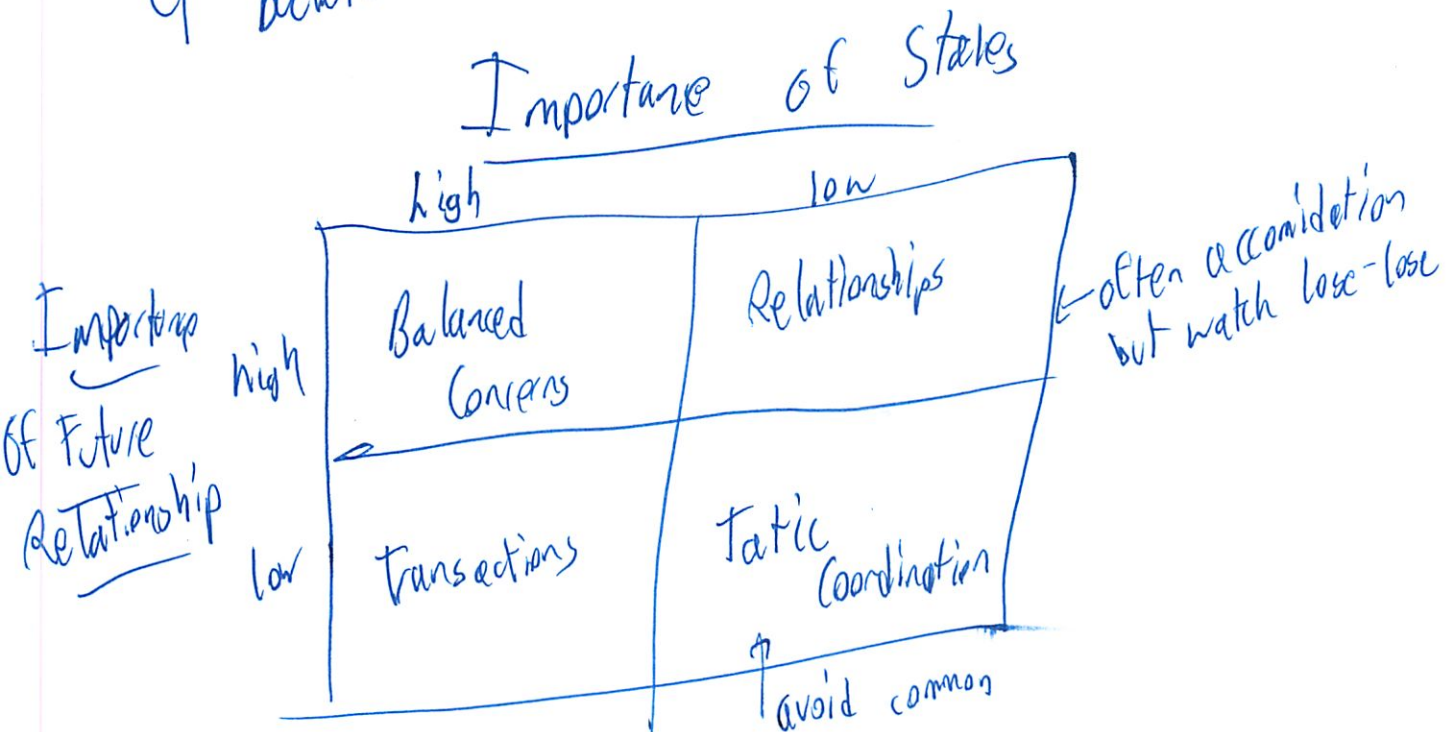 Importance of Stakes
high low
Balanced
Concerns
Relationships
←often accomidation
but watch lose-lose
Importance
of Future
Relationship
high
low
Transactions
Tatic
Coordination
avoid common